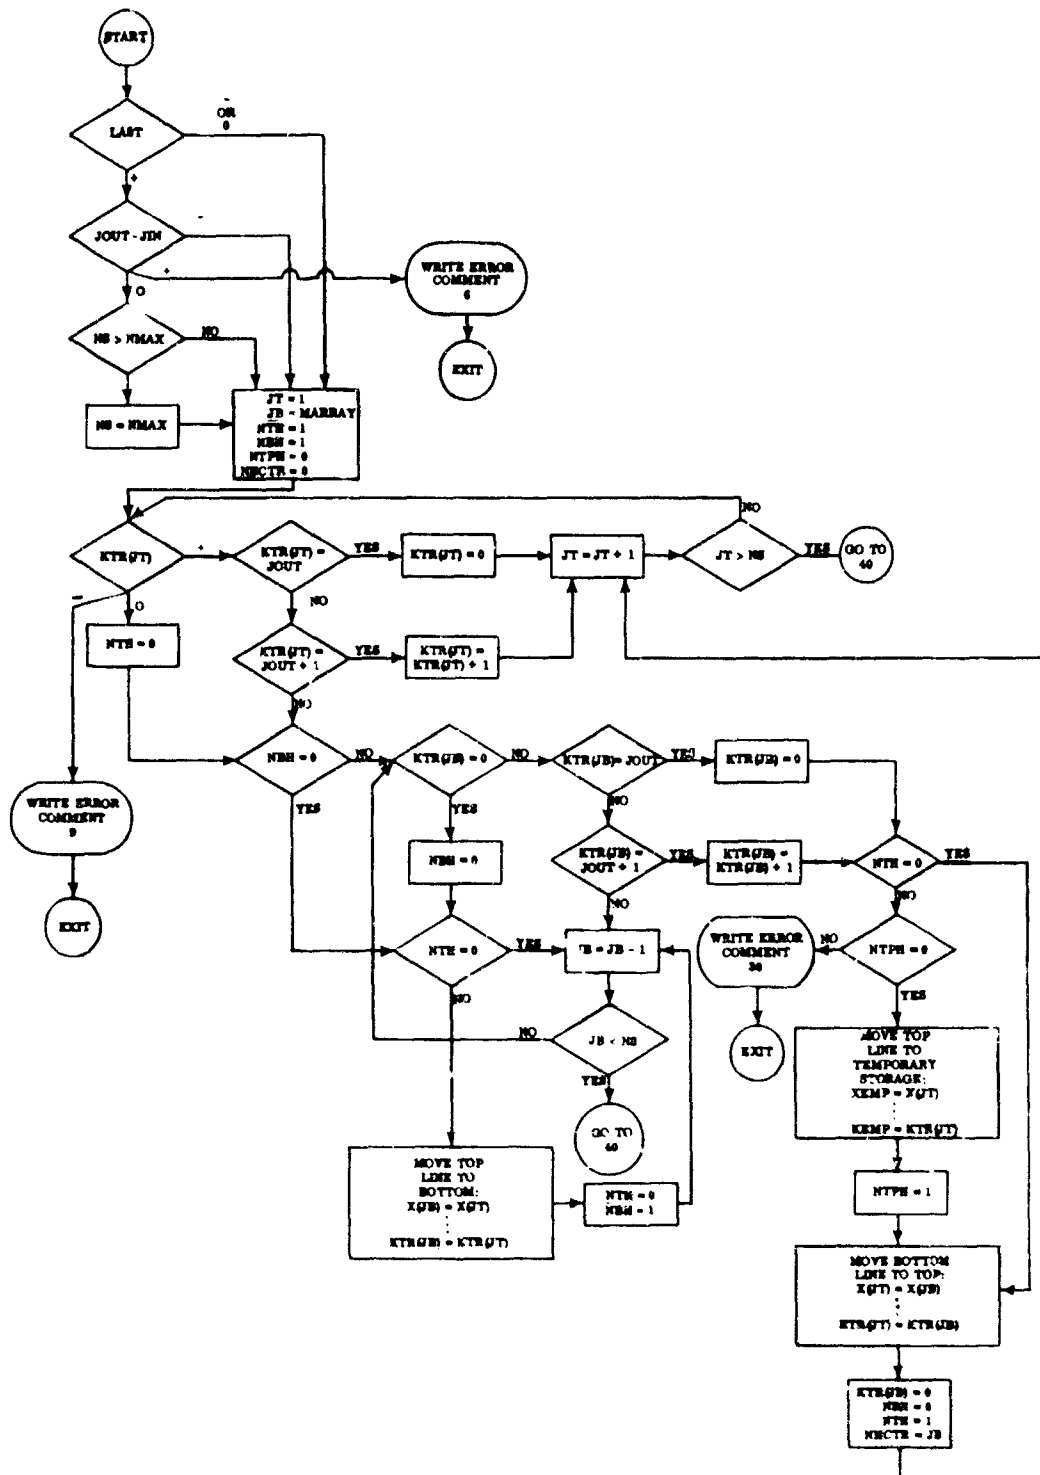 START
LAST
-
OR
0
+
JOUT - JIN
-
+
0
WRITE ERROR
COMMENT
6
EXIT
NS > NMAX
NO
NS = NMAX
JT = 1
JB = MARRAY
NTH = 1
NBH = 1
NTPH = 0
NHCTR = 0
KTR(JT)
+
-
0
KTR(JT) =
JOUT
YES
KTR(JT) = 0
JT = JT + 1
NO
JT > NS
YES
GO TO
40
NO
NTH = 0
KTR(JT) =
JOUT + 1
YES
KTR(JT) =
KTR(JT) + 1
NO
NBH = 0
NO
YES
KTR(JB) = 0
NO
YES
KTR(JB) = JOUT
YES
KTR(JB) = 0
NO
WRITE ERROR
COMMENT
9
EXIT
NBH = 0
KTR(JB) =
JOUT + 1
YES
KTR(JB) =
KTR(JB) + 1
NTH = 0
YES
NO
NO
NTH = 0
YES
NO
JB = JB - 1
WRITE ERROR
COMMENT
NO
NTPH = 0
YES
EXIT
NO
JB < NS
YES
GO TO
MOVE TOP
LINE TO
TEMPORARY
STORAGE:
XEMP = X(JT)
KEMP = KTR(JT)
MOVE TOP
LINE TO
BOTTOM:
X(JB) = X(JT)
KTR(JB) = KTR(JT)
NTH = 0
NBH = 1
NTPH = 1
MOVE BOTTOM
LINE TO TOP:
X(JT) = X(JB)
KTR(JT) = KTR(JB)
KTR(JB) = 0
NBH = 0
NTH = 1
NHCTR = JB